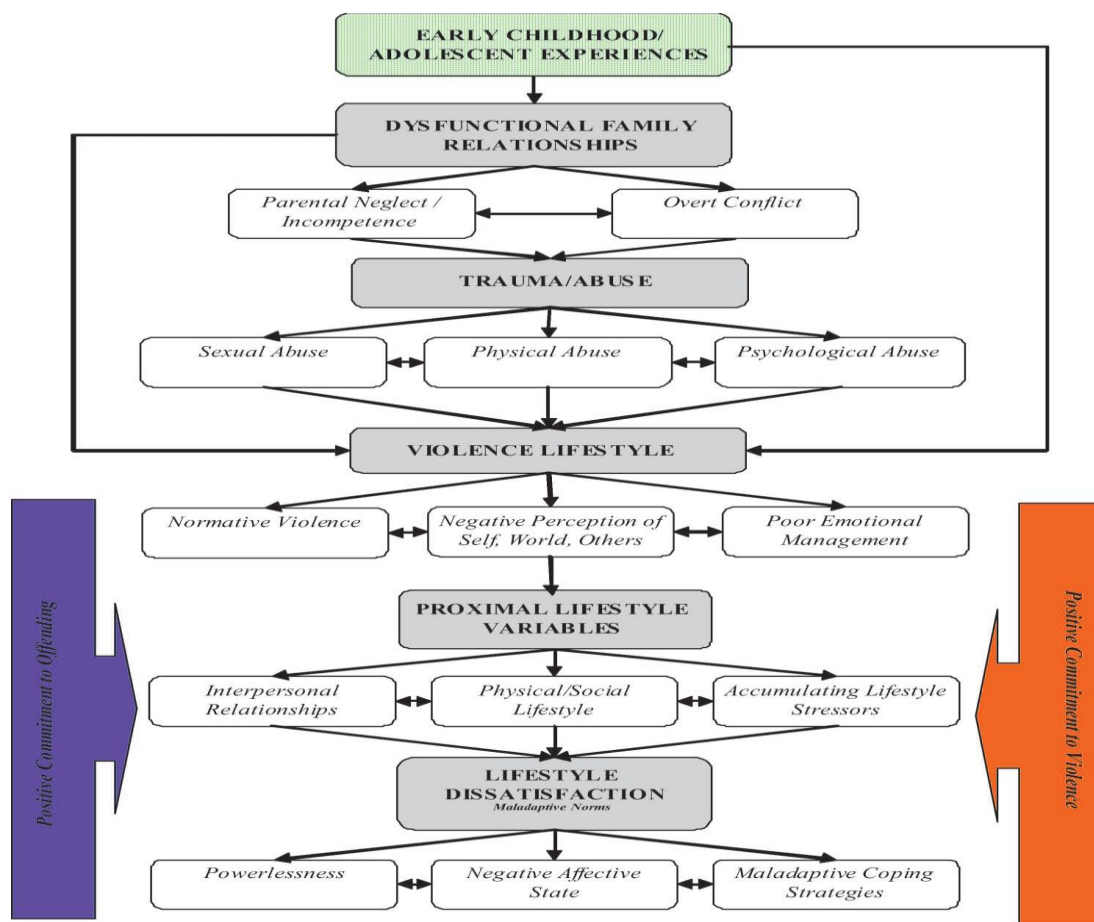 EARLY CHILDHOOD/
ADOLESCENT EXPERIENCES
DYSFUNCTIONAL FAMILY
RELATIONSHIPS
Parental Neglect /
Incompetence
Overt Conflict
TRAUMA/ABUSE
Sexual Abuse
Physical Abuse
Psychological Abuse
VIOLENCE LIFESTYLE
Normative Violence
Negative Perception of
Self, World, Others
Poor Emotional
Management
PROXIMAL LIFESTYLE
VARIABLES
Interpersonal
Relationships
Physical/Social
Lifestyle
Accumulating Lifestyle
Stressors
LIFESTYLE
DISSATISFACTION
Maladaptive Norms
Powerlessness
Negative Affective
State
Maladaptive Coping
Strategies
Positive Commitment to Offending
Positive Commitment to Violence